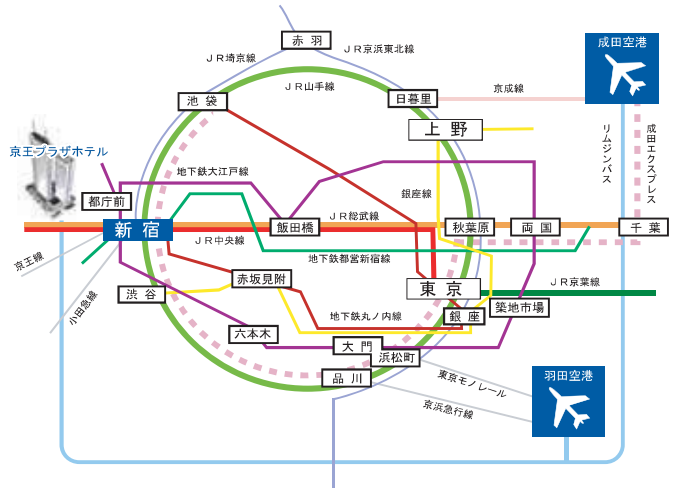 赤羽
JR埼京線
JR京浜東北線
成田空港
JR山手線
池袋
日暮里
京成線
上野
リムジンバス
成田エクスプレス
京王プラザホテル
地下鉄大江戸線
銀座線
都庁前
JR総武線
新宿
飯田橋
秋葉原
両国
千葉
JR中央線
地下鉄都営新宿線
京王線
小田急線
赤坂見附
東京
JR京葉線
渋谷
地下鉄丸ノ内線
銀座
築地市場
六本木
大門
浜松町
品川
東京モノレール
京浜急行線
羽田空港